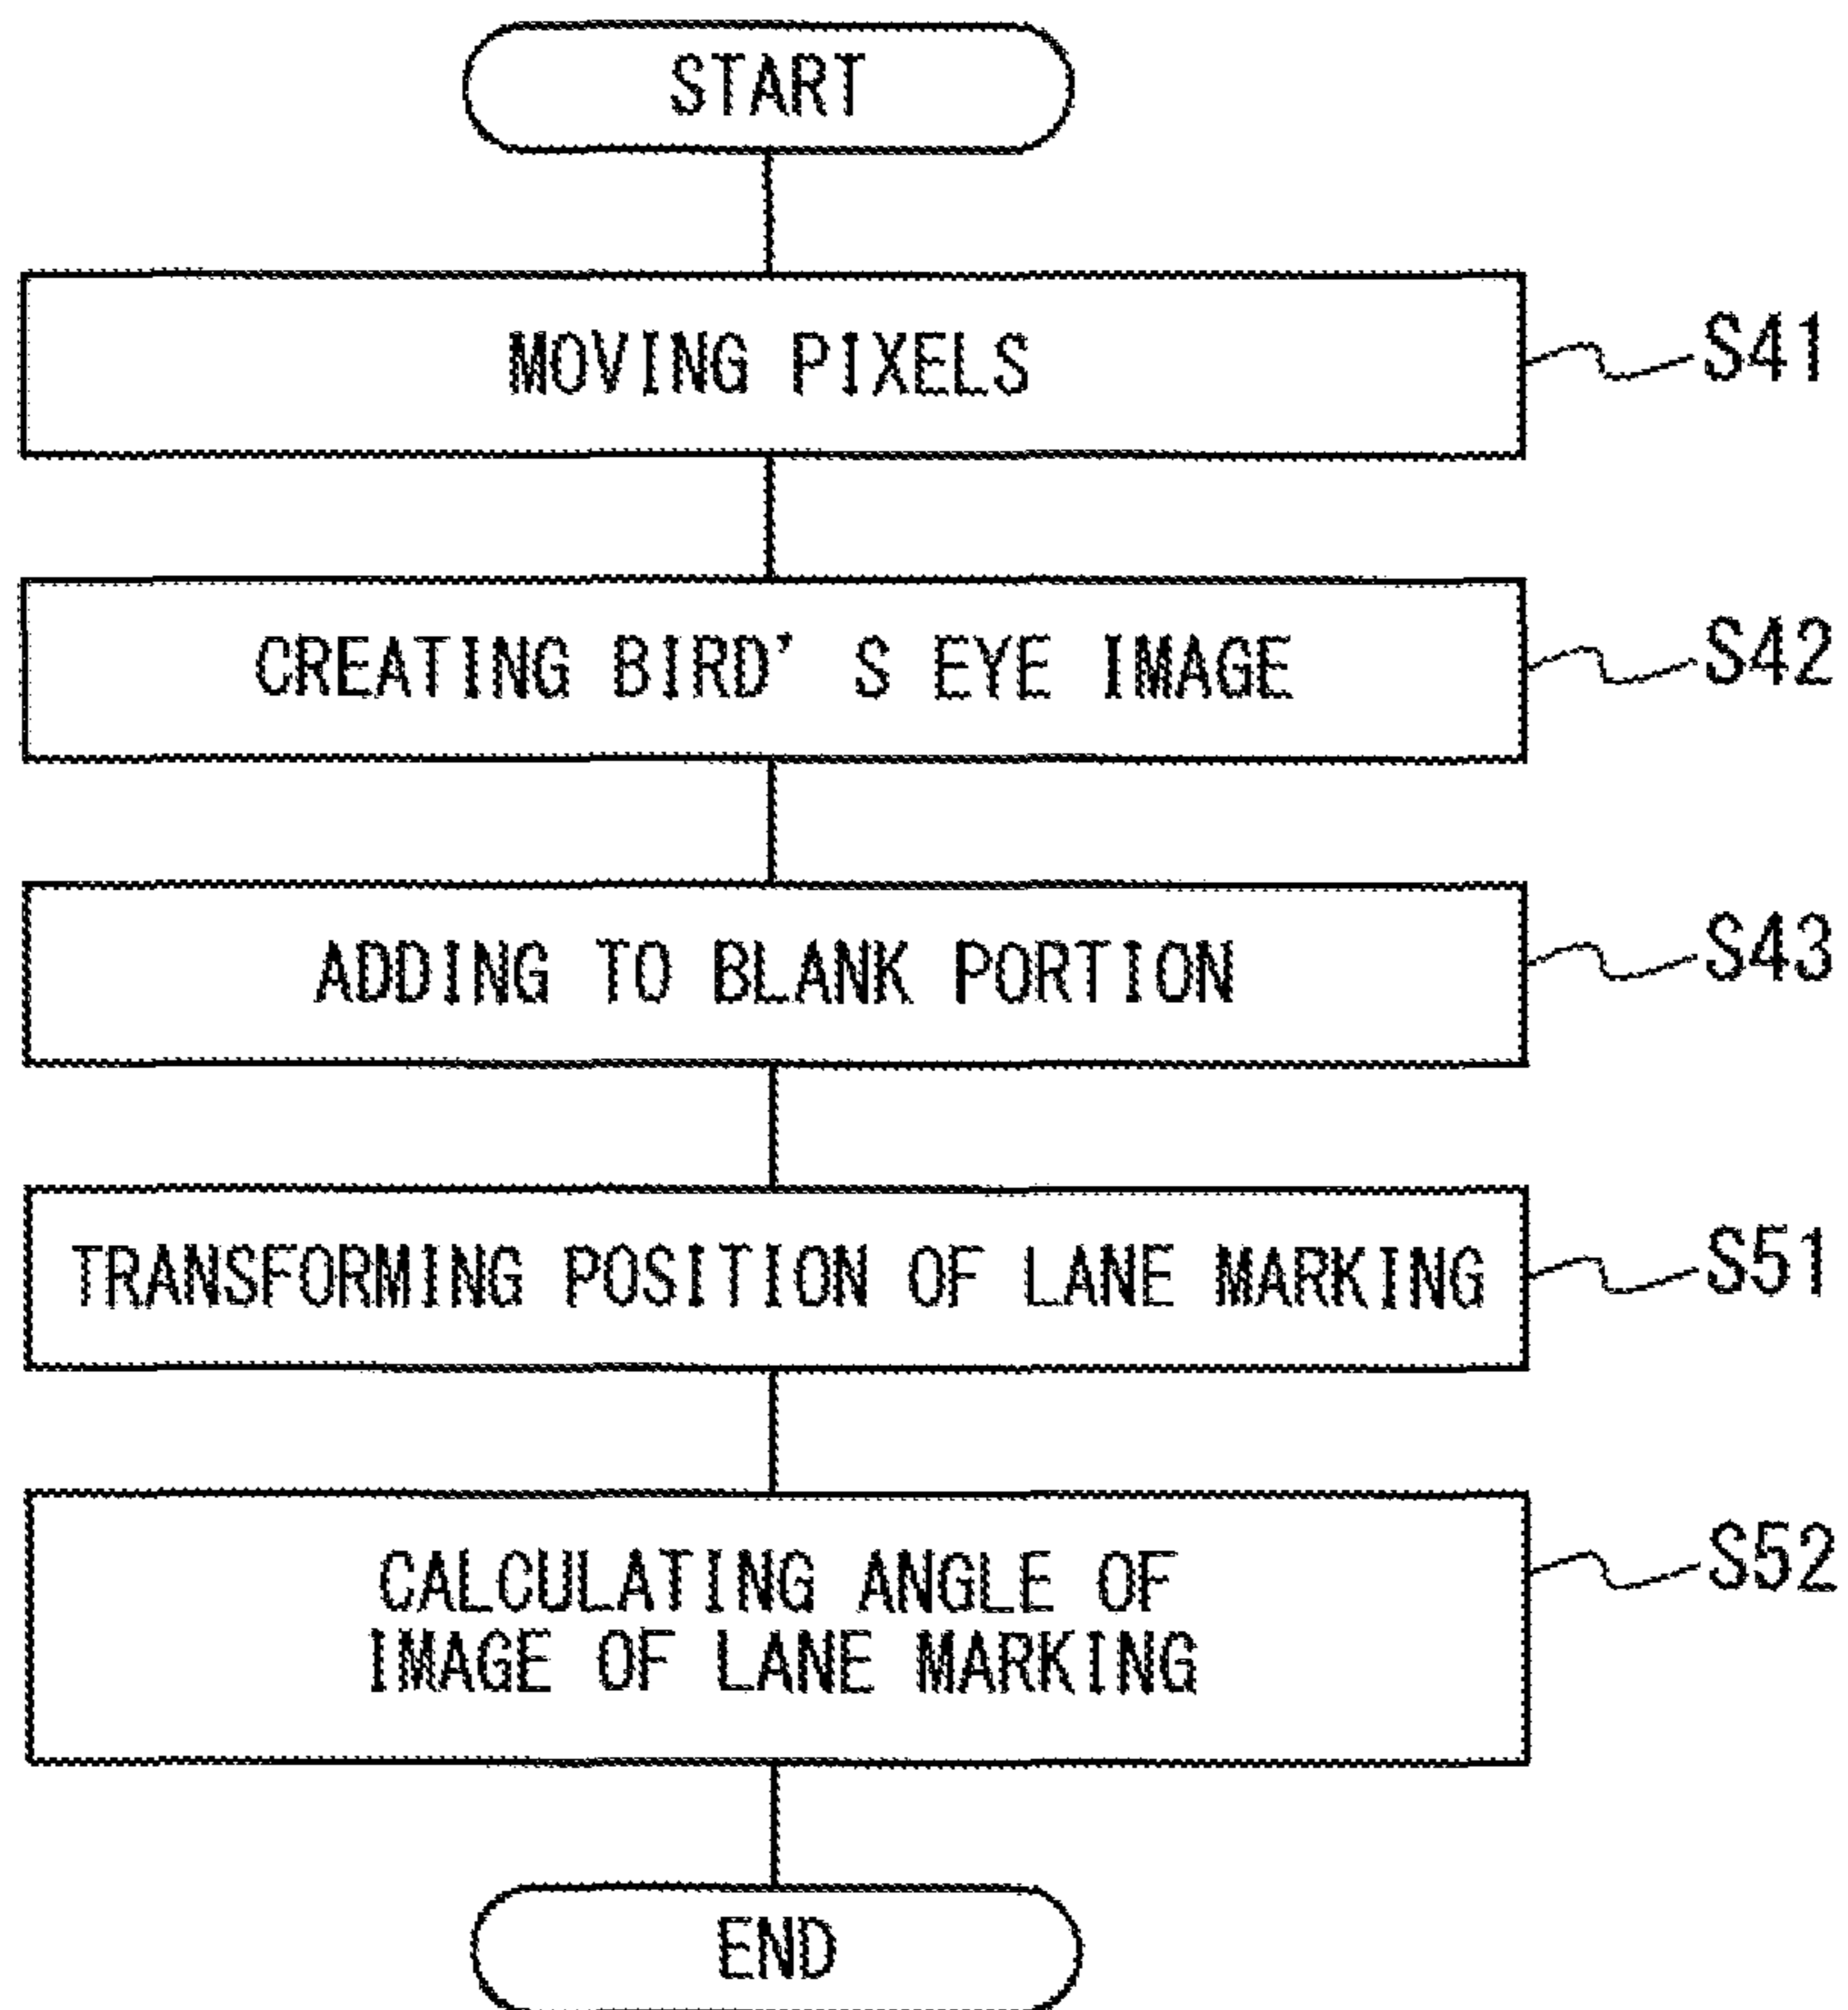 START
MOVING PIXELS
S41
CREATING BIRD' S EYE IMAGE
S42
ADDING TO BLANK PORTION
S43
TRANSFORMING POSITION OF LANE MARKING
S51
CALCULATING ANGLE OF
IMAGE OF LANE MARKING
S52
END